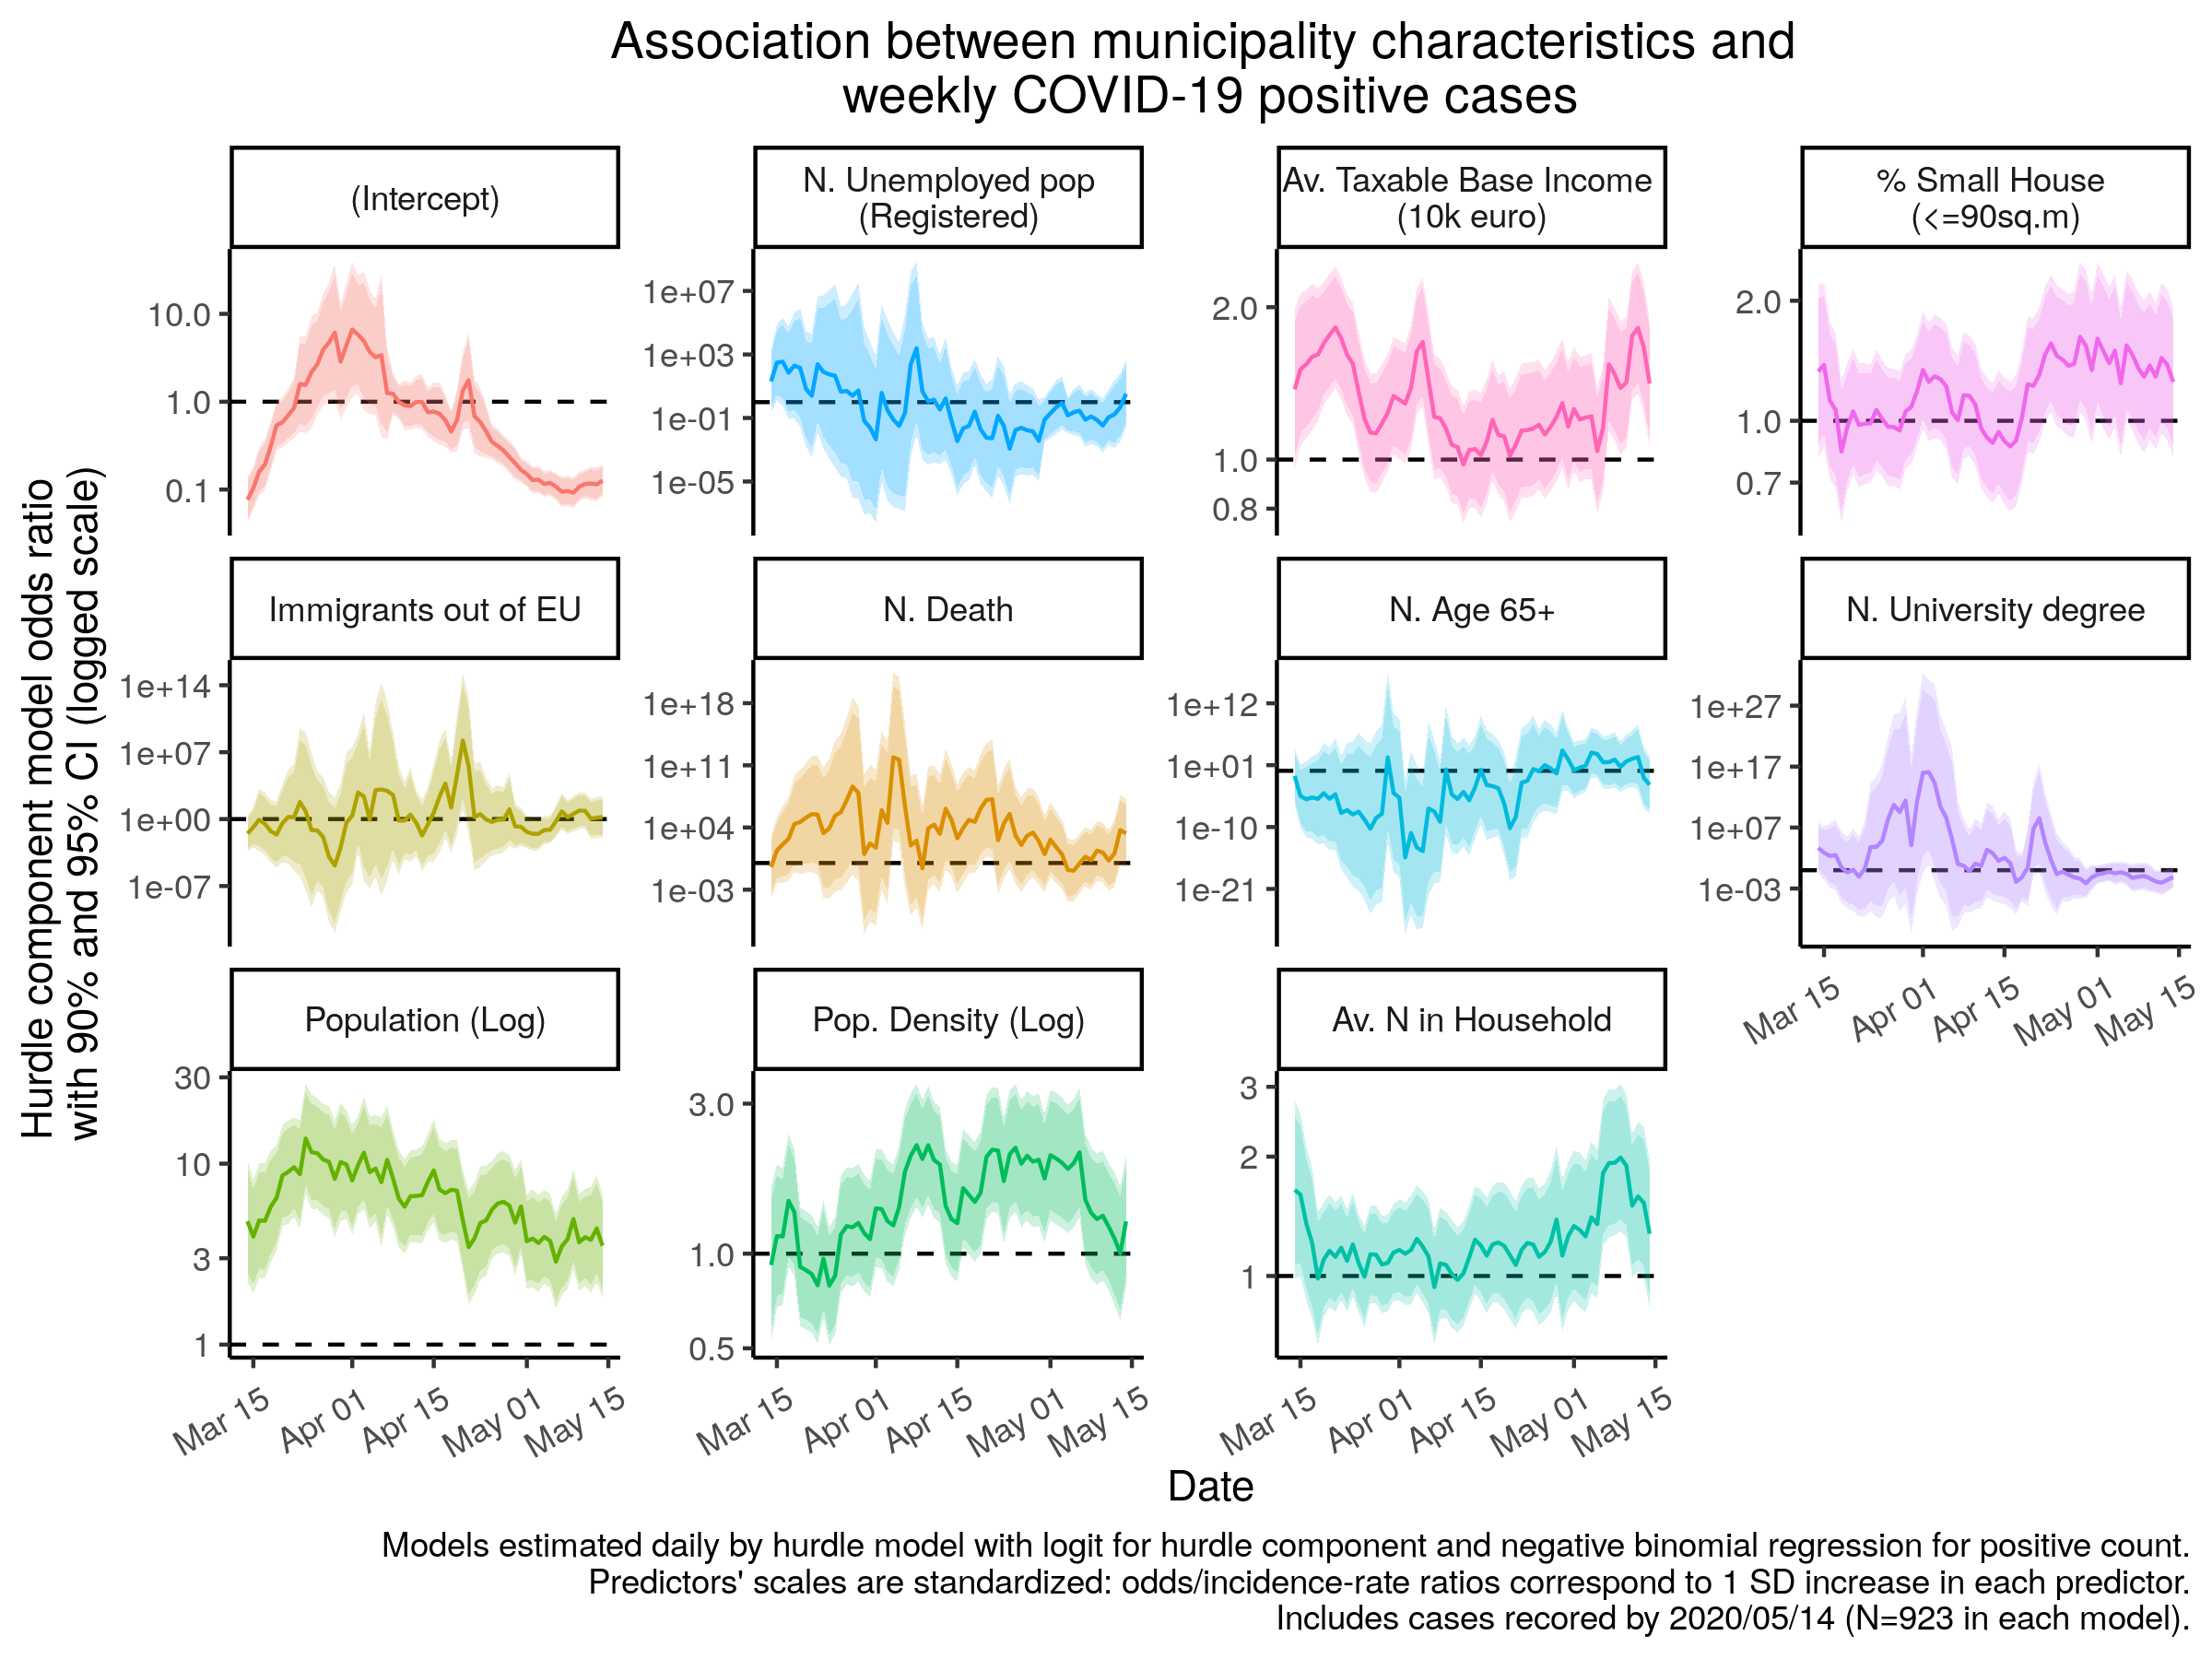 Association between municipality characteristics and
weekly COVID-19 positive cases
Hurdle component model odds ratio
with 90% and 95% CI (logged scale)
(Intercept)
10.0
1.0
0.1
N. Unemployed pop
(Registered)
1e+07
1e+03
1e-01
1e-05
Av. Taxable Base Income
(10k euro)
2.0
1.0
0.8
% Small House
(<=90sq.m)
2.0
1.0
0.7
Immigrants out of EU
1e+14
1e+07
1e+00
1e-07
N. Death
1e+18
1e+11
1e+04
1e-03
N. Age 65+
1e+12
1e+01
1e-10
1e-21
N. University degree
1e+27
1e+17
1e+07
1e-03
Mar 15 Apr 01 Apr 15 May 01 May 15
Population (Log)
30
10
3
1
Mar 15 Apr 01 Apr 15 May 01 May 15
Pop. Density (Log)
3.0
1.0
0.5
Mar 15 Apr 01 Apr 15 May 01 May 15
Av. N in Household
3
2
1
Mar 15 Apr 01 Apr 15 May 01 May 15
Date
Models estimated daily by hurdle model with logit for hurdle component and negative binomial regression for positive count.
Predictors' scales are standardized: odds/incidence-rate ratios correspond to 1 SD increase in each predictor.
Includes cases recored by 2020/05/14 (N=923 in each model).